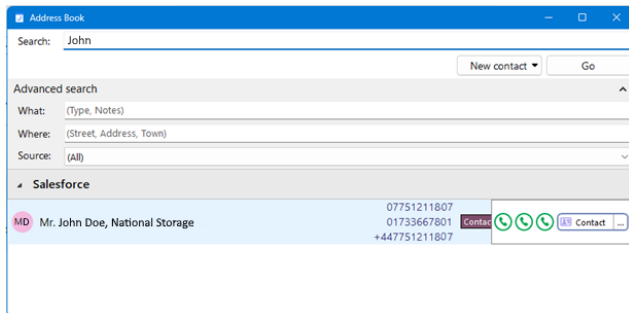 Address Book
Search: John
New contact Go
Advanced search
What: (Type, Notes)
Where: (Street, Address, Town)
Source: (All)
Salesforce
07751211807
MD Mr. John Doe, National Storage 01733667801 Contac Contact ...
+447751211807